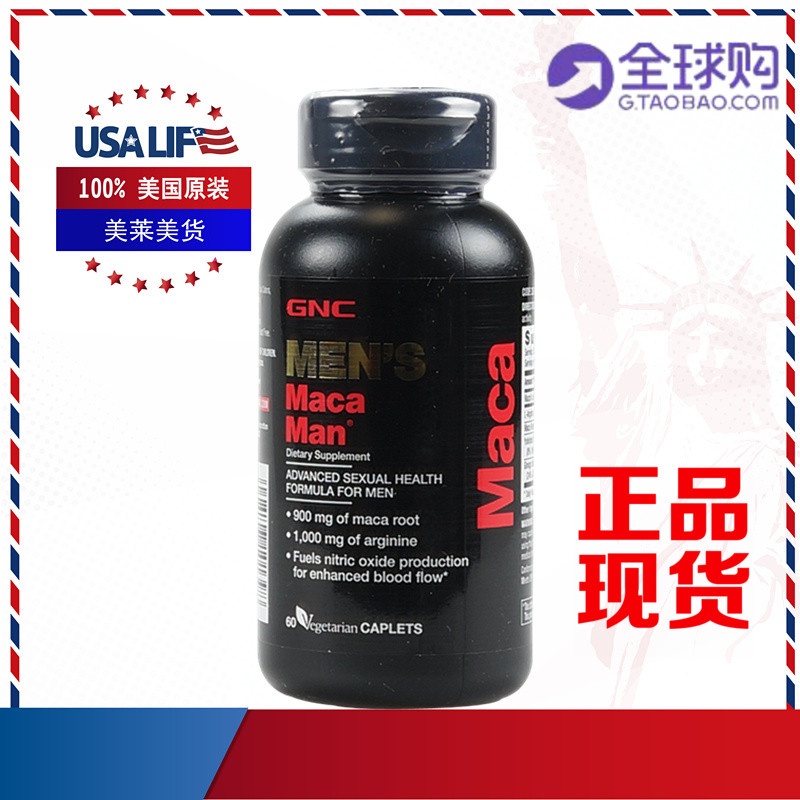 USA LIFE
100% 美国原装
美莱美货
全球购
G.TAOBAO.COM
GNC
MEN'S
Maca
Man®
Dietary Supplement
ADVANCED SEXUAL HEALTH
FORMULA FOR MEN
• 900 mg of maca root
• 1,000 mg of arginine
• Fuels nitric oxide production
for enhanced blood flow*
60 Vegetarian CAPLETS
Maca
正品
现货